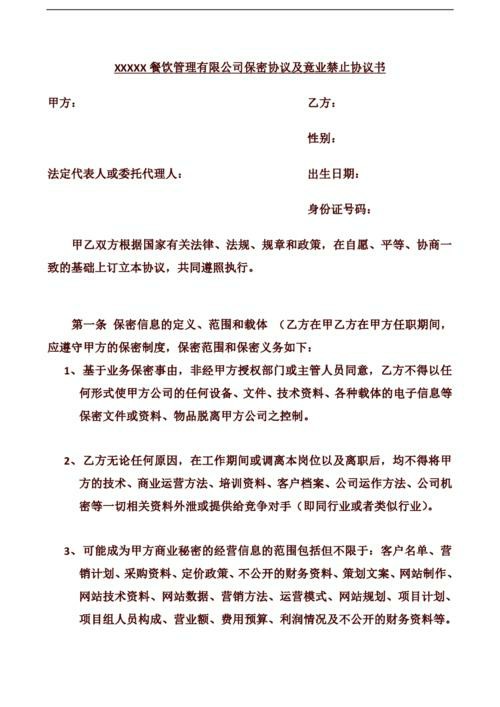 XXXXX 餐饮管理有限公司保密协议及竟业禁止协议书
甲方： 乙方：
性别：
法定代表人或委托代理人： 出生日期：
身份证号码：
甲乙双方根据国家有关法律、法规、规章和政策，在自愿、平等、协商一
致的基础上订立本协议，共同遵照执行。
第一条 保密信息的定义、范围和载体 （乙方在甲乙方在甲方任职期间，
应遵守甲方的保密制度，保密范围和保密义务如下：
1、 基于业务保密事由，非经甲方授权部门或主管人员同意，乙方不得以任
何形式使甲方公司的任何设备、文件、技术资料、各种载体的电子信息等
保密文件或资料、物品脱离甲方公司之控制。
2、 乙方无论任何原因，在工作期间或调离本岗位以及离职后，均不得将甲
方的技术、商业运营方法、培训资料、客户档案、公司运作方法、公司机
密等一切相关资料外泄或提供给竞争对手（即同行业或者类似行业）。
3、 可能成为甲方商业秘密的经营信息的范围包括但不限于：客户名单、营
销计划、采购资料、定价政策、不公开的财务资料、策划文案、网站制作、
网站技术资料、网站数据、营销方法、运营模式、网站规划、项目计划、
项目组人员构成、营业额、费用预算、利润情况及不公开的财务资料等。